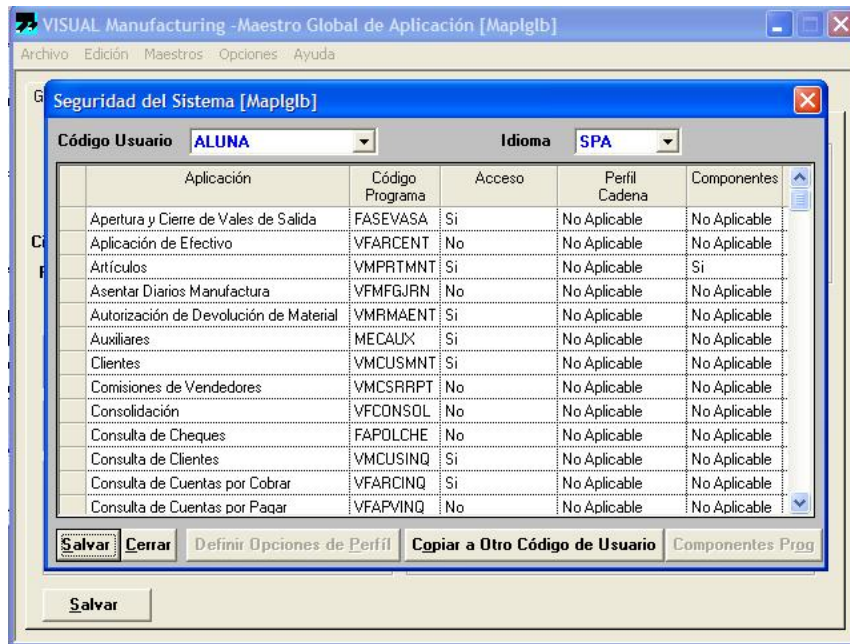 VISUAL Manufacturing -Maestro Global de Aplicación [Maplglb]
Archivo Edición Maestros Opciones Ayuda
Seguridad del Sistema [Maplglb]
Código Usuario ALUNA Idioma SPA
Aplicación Código Programa Acceso Perfil Cadena Componentes
Apertura y Cierre de Vales de Salida FASEVASA Si No Aplicable No Aplicable
Aplicación de Efectivo VFARCENT No No Aplicable No Aplicable
Artículos VMPRTMNT Si No Aplicable Si
Asentar Diarios Manufactura VFMFGJRN No No Aplicable No Aplicable
Autorización de Devolución de Material VMRMAENT Si No Aplicable No Aplicable
Auxiliares MECAUX Si No Aplicable No Aplicable
Clientes VMCUSMNT Si No Aplicable No Aplicable
Comisiones de Vendedores VMCSRRPT No No Aplicable No Aplicable
Consolidación VFCONSOL No No Aplicable No Aplicable
Consulta de Cheques FAPOLCHE No No Aplicable No Aplicable
Consulta de Clientes VMCUSINQ Si No Aplicable No Aplicable
Consulta de Cuentas por Cobrar VFARCINQ Si No Aplicable No Aplicable
Consulta de Cuentas por Pagar VFAPVINQ No No Aplicable No Aplicable
Salvar Cerrar Definir Opciones de Perfíl Copiar a Otro Código de Usuario Componentes Prog
Salvar